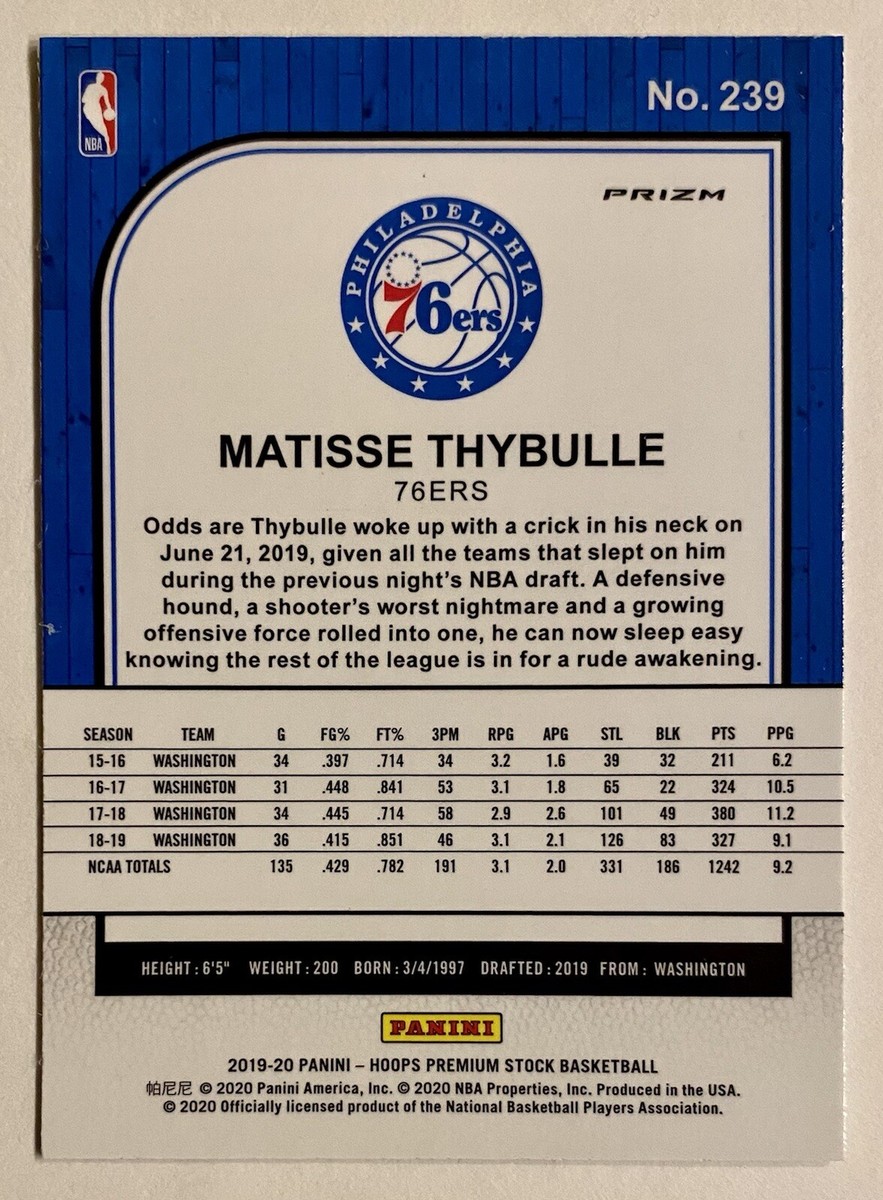 No. 239
NBA
PRIZM
PHILADELPHIA
76ers
MATISSE THYBULLE
76ERS
Odds are Thybulle woke up with a crick in his neck on
June 21, 2019, given all the teams that slept on him
during the previous night's NBA draft. A defensive
hound, a shooter's worst nightmare and a growing
offensive force rolled into one, he can now sleep easy
knowing the rest of the league is in for a rude awakening.
SEASON TEAM G FG% FT% 3PM RPG APG STL BLK PTS PPG
15-16 WASHINGTON 34 .397 .714 34 3.2 1.6 39 32 211 6.2
16-17 WASHINGTON 31 .448 .841 53 3.1 1.8 65 22 324 10.5
17-18 WASHINGTON 34 .445 .714 58 2.9 2.6 101 49 380 11.2
18-19 WASHINGTON 36 .415 .851 46 3.1 2.1 126 83 327 9.1
NCAA TOTALS 135 .429 .782 191 3.1 2.0 331 186 1242 9.2
HEIGHT: 6'5" WEIGHT: 200 BORN: 3/4/1997 DRAFTED: 2019 FROM: WASHINGTON
PANINI
2019-20 PANINI – HOOPS PREMIUM STOCK BASKETBALL
帕尼尼 © 2020 Panini America, Inc. © 2020 NBA Properties, Inc. Produced in the USA.
© 2020 Officially licensed product of the National Basketball Players Association.